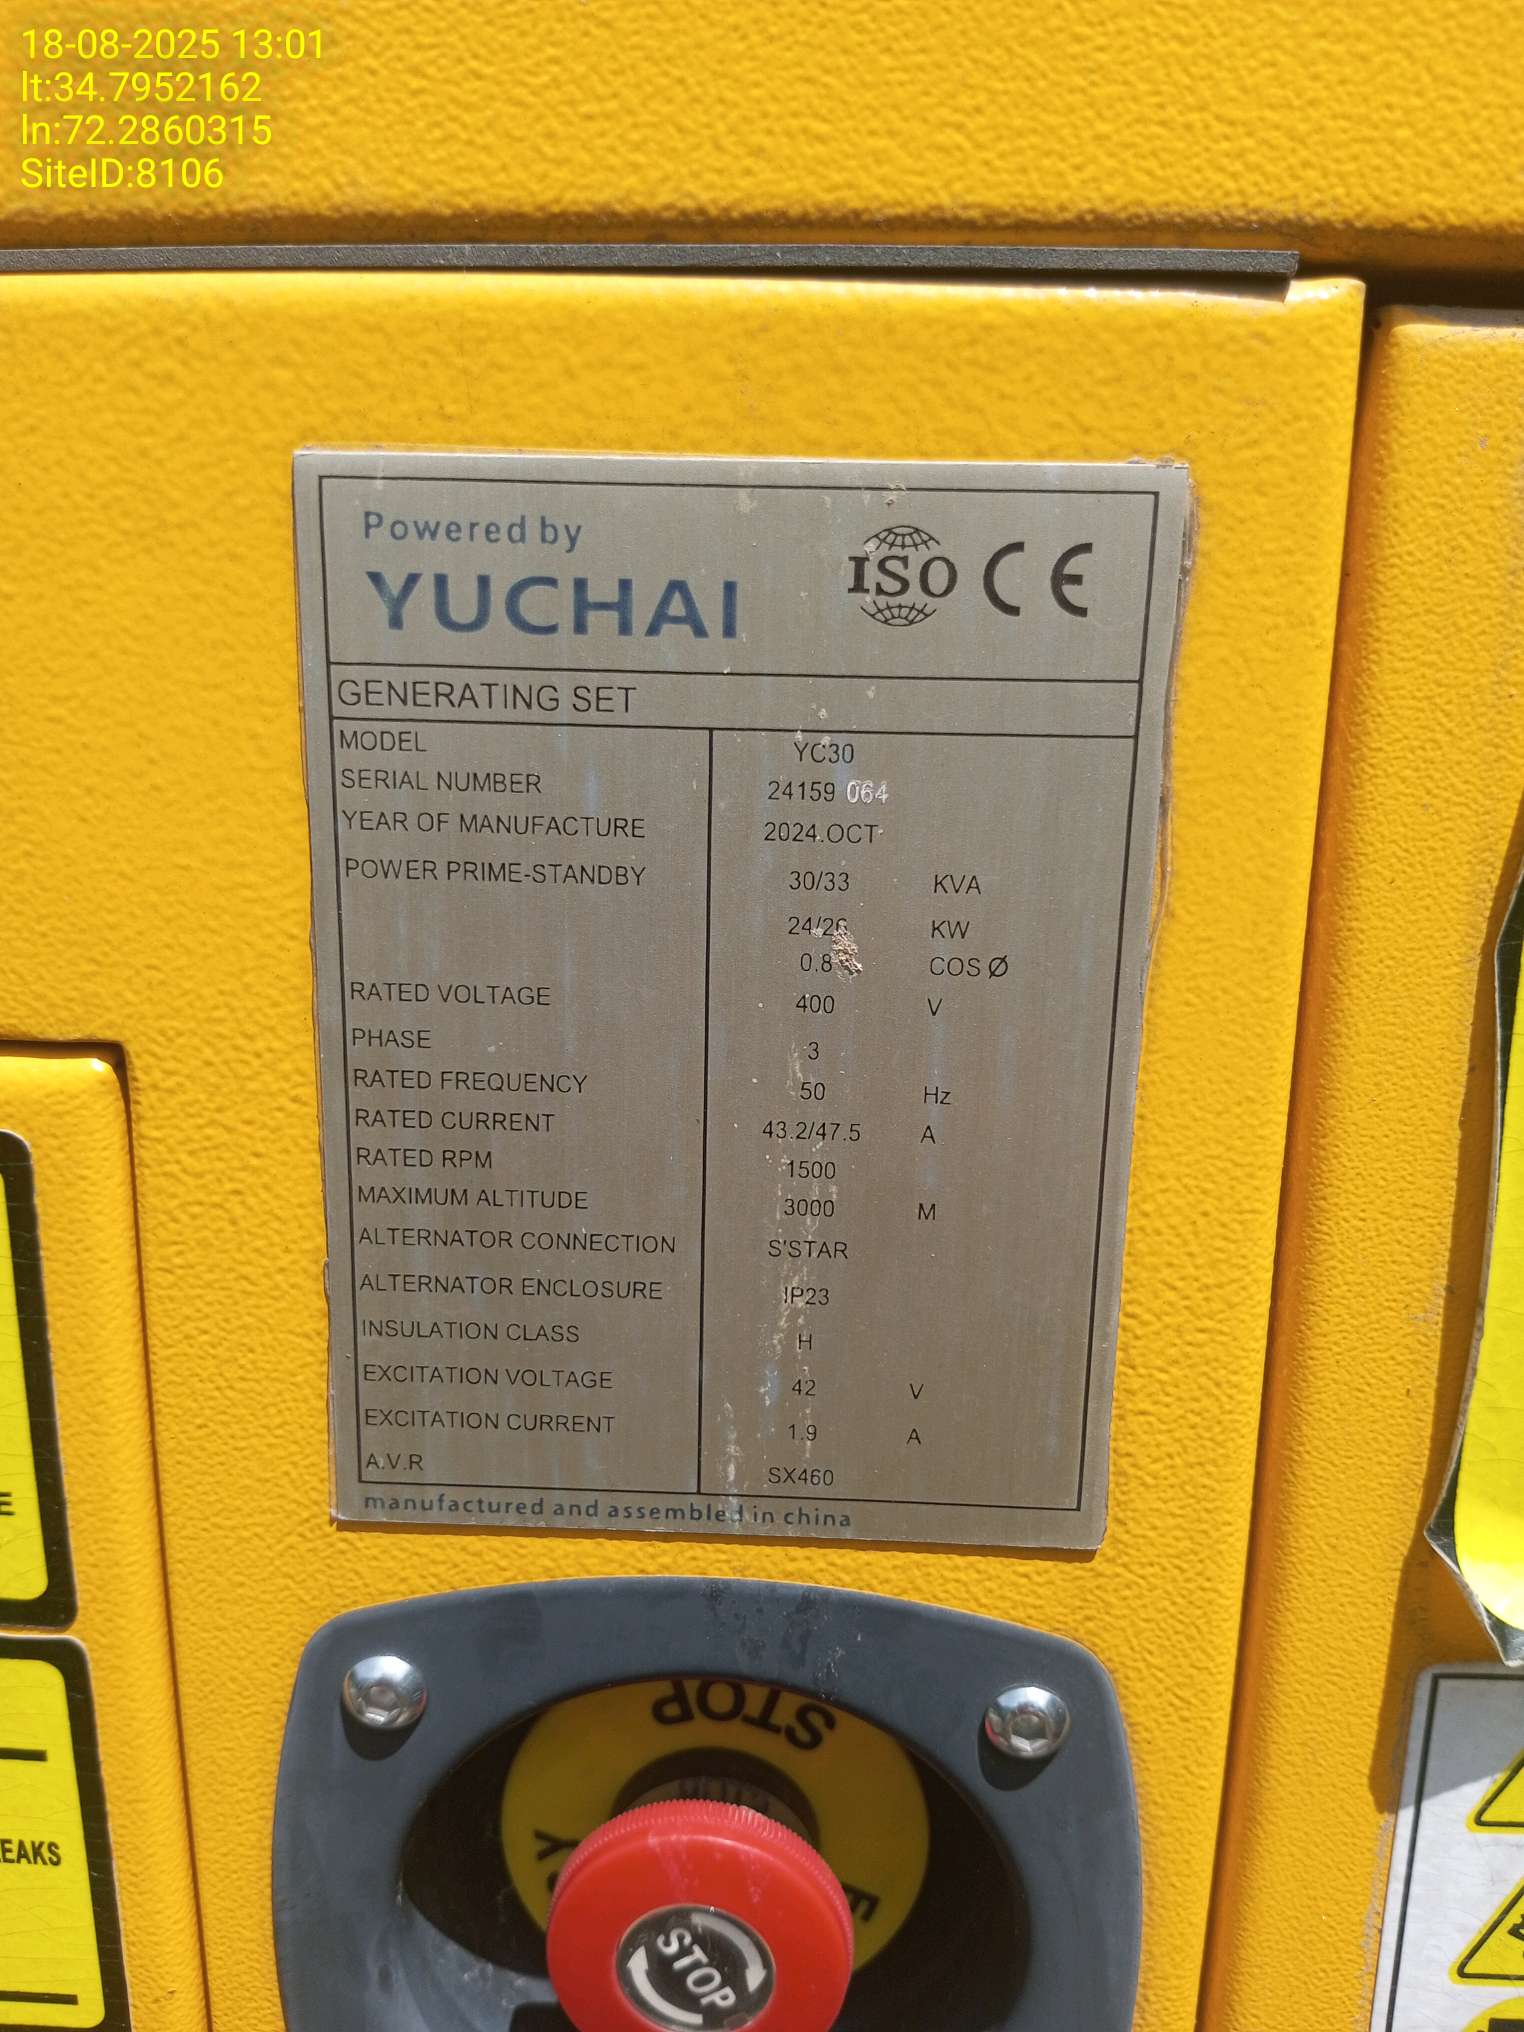 18-08-2025 13:01
lt:34.7952162
ln:72.2860315
SiteID:8106
Powered by
YUCHAI
ISO CE
GENERATING SET
MODEL YC30
SERIAL NUMBER 24159 064
YEAR OF MANUFACTURE 2024.OCT
POWER PRIME-STANDBY 30/33 KVA
24/26 KW
0.8 COS Ø
RATED VOLTAGE 400 V
PHASE 3
RATED FREQUENCY 50 Hz
RATED CURRENT 43.2/47.5 A
RATED RPM 1500
MAXIMUM ALTITUDE 3000 M
ALTERNATOR CONNECTION S'STAR
ALTERNATOR ENCLOSURE IP23
INSULATION CLASS H
EXCITATION VOLTAGE 42 V
EXCITATION CURRENT 1.9 A
A.V.R SX460
manufactured and assembled in china
STOP
STOP